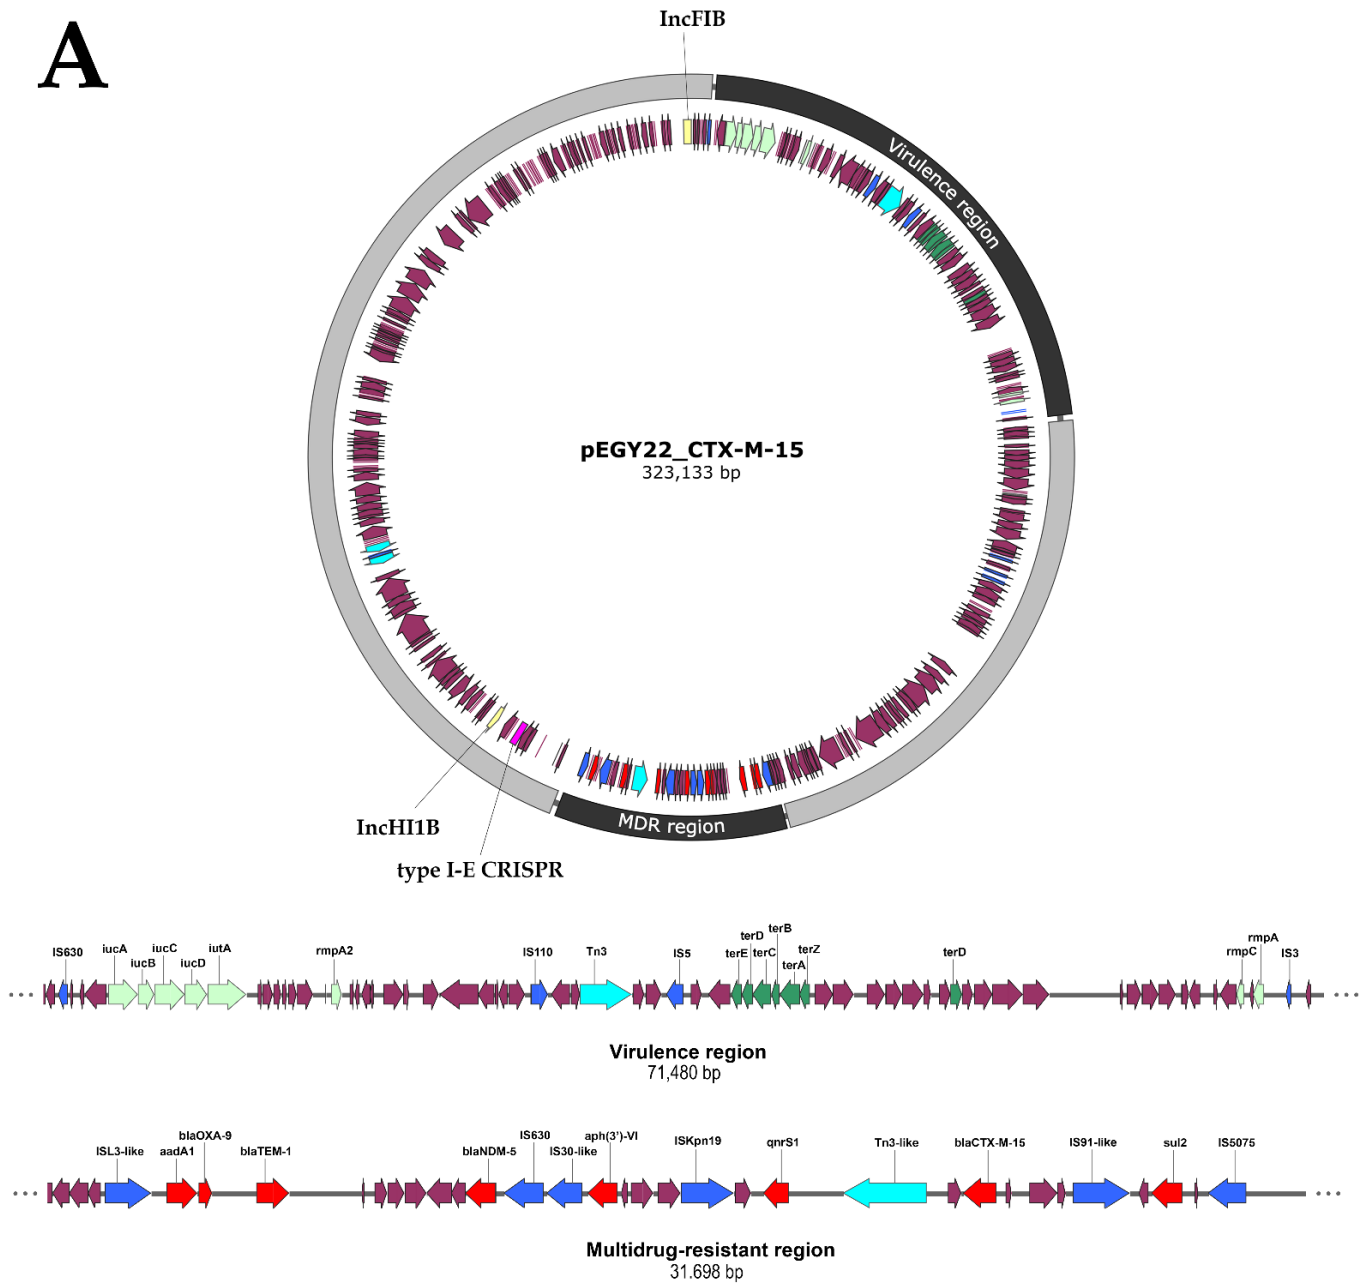 A
IncFIB
Virulence region
pEGY22_CTX-M-15
323,133 bp
MDR region
IncHI1B
type I-E CRISPR
IS630 iucA iucB iucC iucD iutA rmpA2 IS110 Tn3 IS5 terE terD terC terB terA terZ terD rmpC rmpA IS3
Virulence region
71,480 bp
ISL3-like aadA1 blaOXA-9 blaTEM-1 blaNDM-5 IS630 IS30-like aph(3')-VI ISKpn19 qnrS1 Tn3-like blaCTX-M-15 IS91-like sul2 IS5075
Multidrug-resistant region
31.698 bp